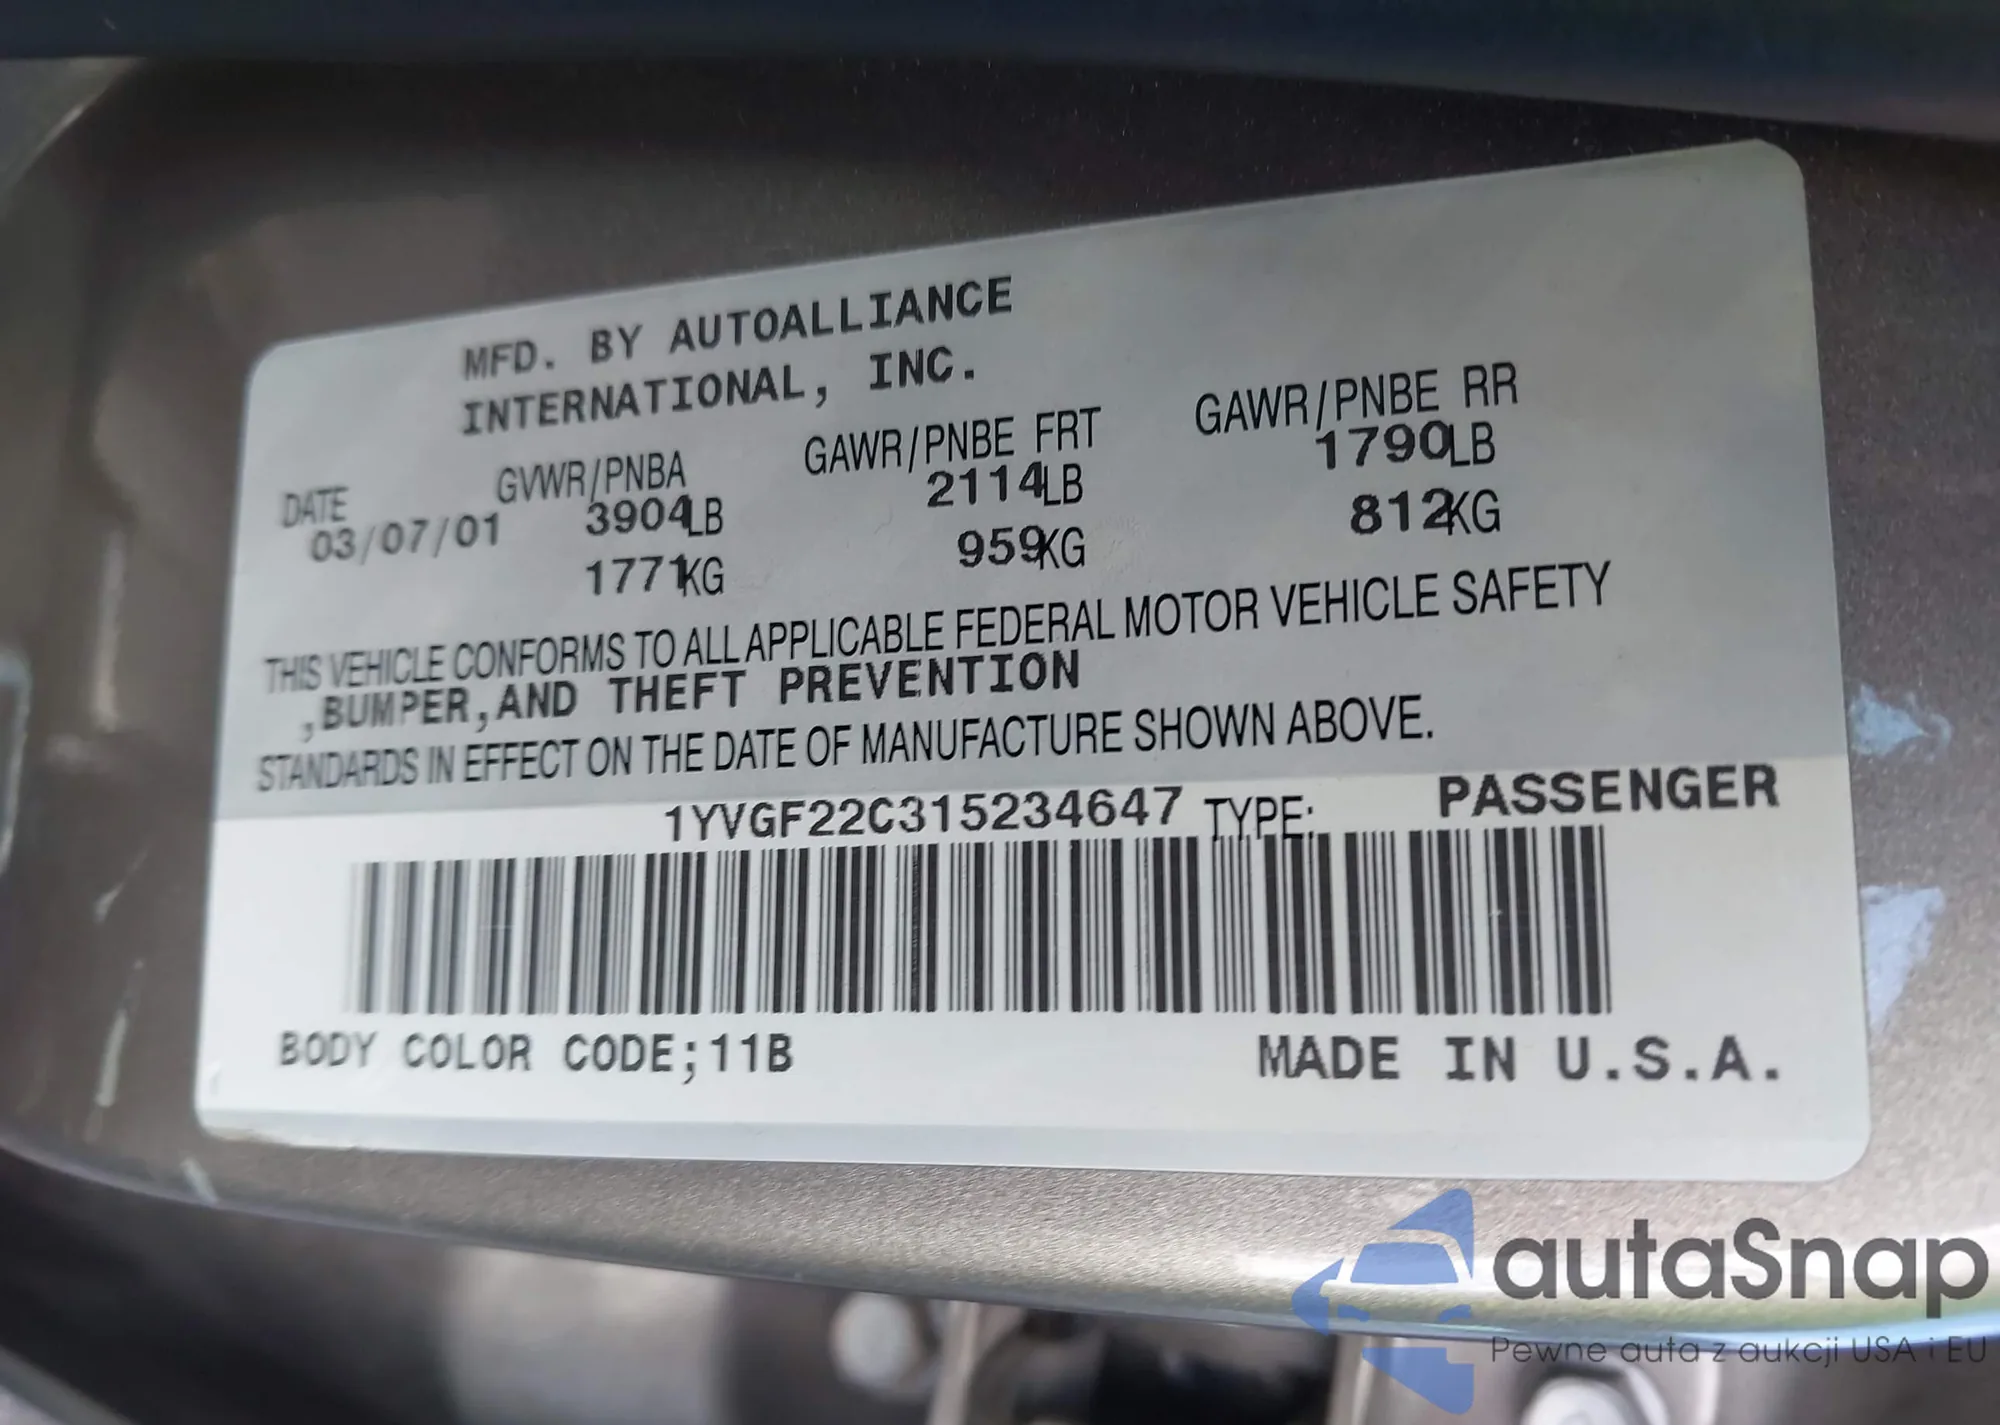 MFD. BY AUTOALLIANCE
INTERNATIONAL, INC.
DATE GVWR/PNBA GAWR/PNBE FRT GAWR/PNBE RR
03/07/01 3904LB 2114LB 1790LB
1771KG 959KG 812KG
THIS VEHICLE CONFORMS TO ALL APPLICABLE FEDERAL MOTOR VEHICLE SAFETY
,BUMPER,AND THEFT PREVENTION
STANDARDS IN EFFECT ON THE DATE OF MANUFACTURE SHOWN ABOVE.
1YVGF22C315234647 TYPE: PASSENGER
BODY COLOR CODE;11B MADE IN U.S.A.
autaSnap
Pewne auta z aukcji USA i EU